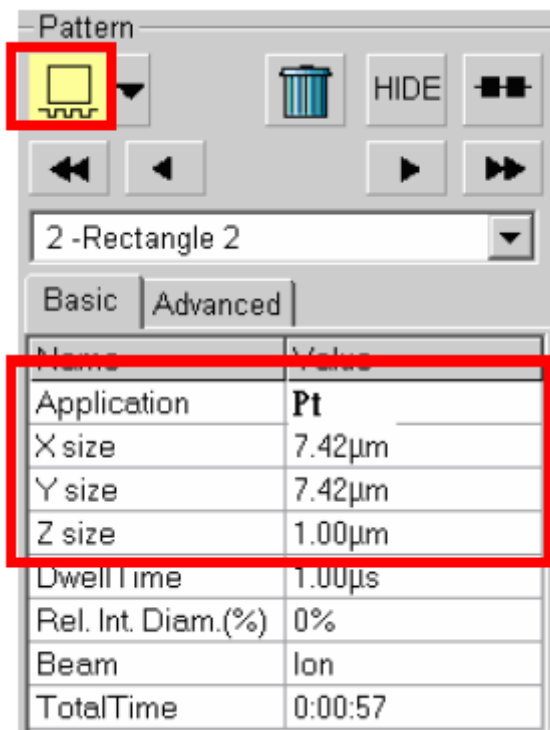 Pattern
HIDE
2 -Rectangle 2
Basic Advanced
Name Value
Application Pt
X size 7.42µm
Y size 7.42µm
Z size 1.00µm
DwellTime 1.00µs
Rel. Int. Diam.(%) 0%
Beam Ion
TotalTime 0:00:57